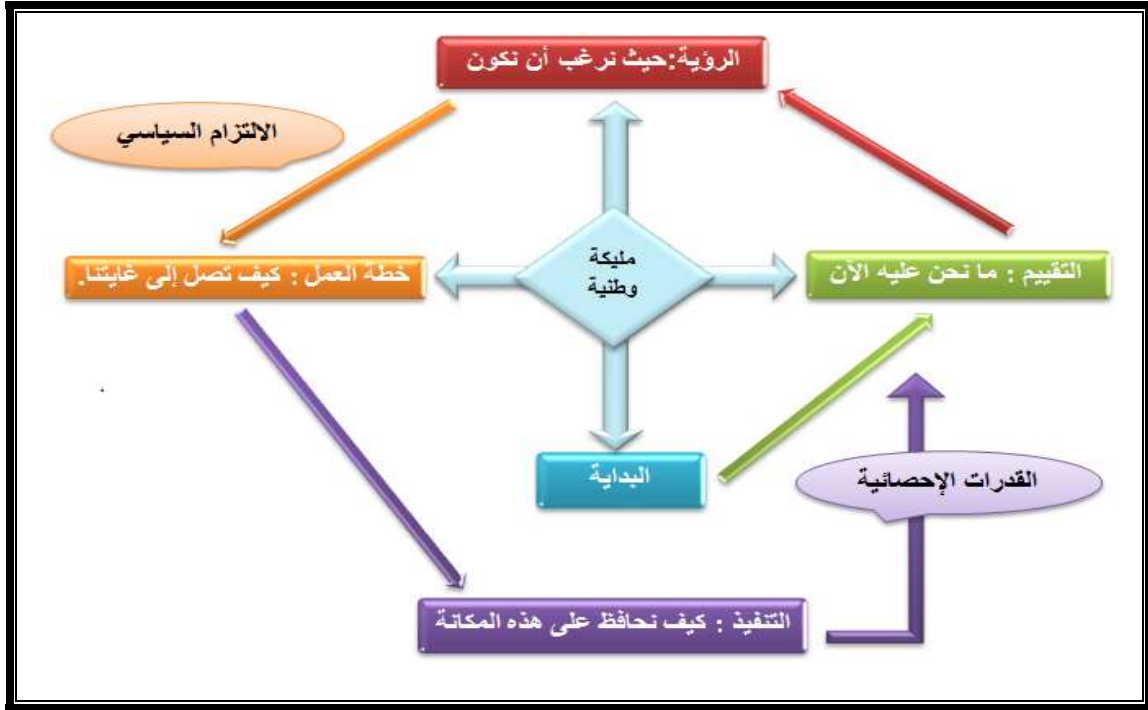 الرؤية:حيث نرغب أن نكون
الالتزام السياسي
مليكة
وطنية
خطة العمل : كيف تصل إلى غايتنا.
التقييم : ما نحن عليه الآن
البداية
القدرات الإحصائية
التنفيذ : كيف نحافظ على هذه المكانة